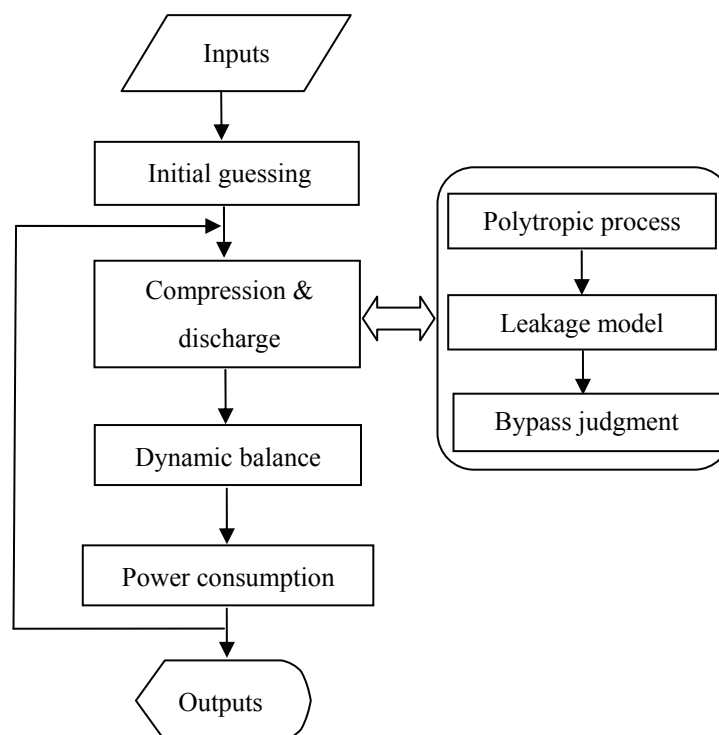 Inputs
Initial guessing
Compression &
discharge
Dynamic balance
Power consumption
Outputs
Polytropic process
Leakage model
Bypass judgment